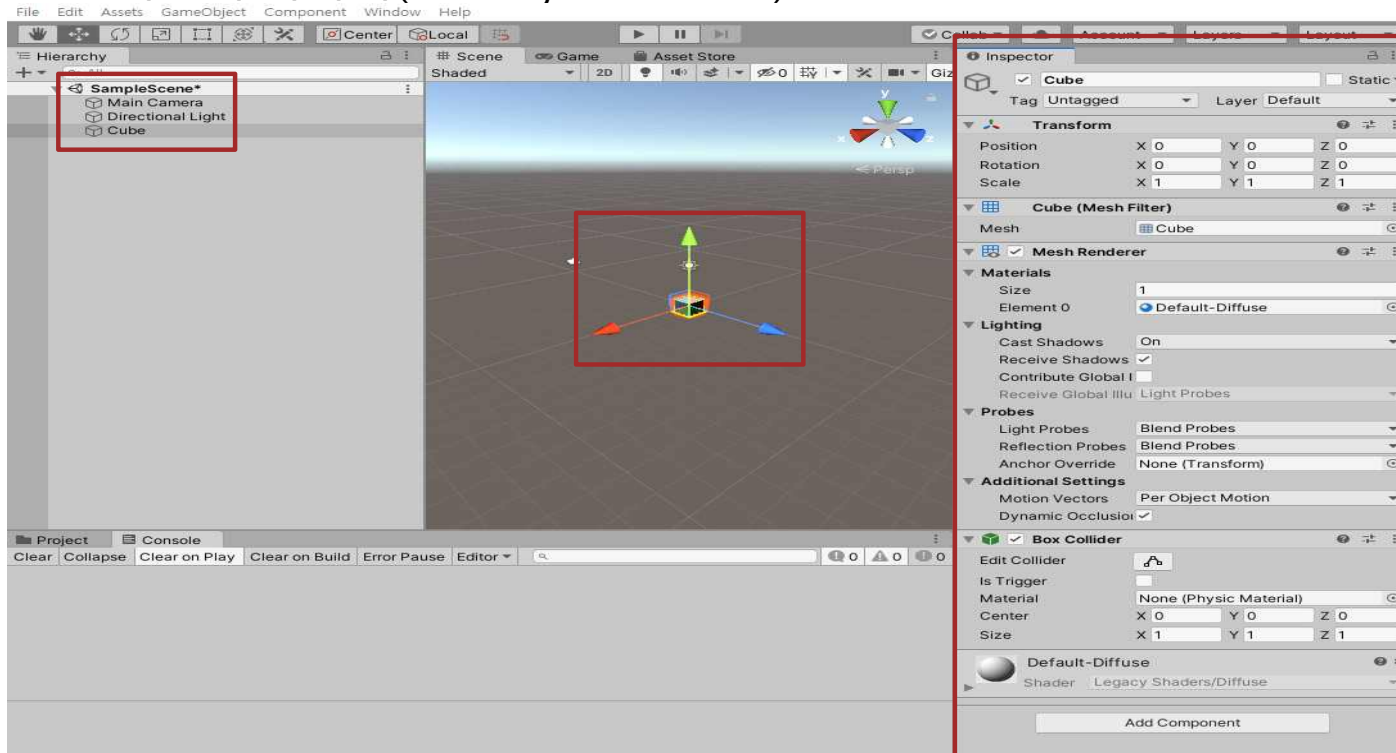 File Edit Assets GameObject Component Window Help
Center Local
Hierarchy
All
SampleScene*
Main Camera
Directional Light
Cube
# Scene Game Asset Store
Shaded 2D 0 Giz
y
x z
< Persp
Inspector
Cube Static
Tag Untagged Layer Default
Transform
Position X 0 Y 0 Z 0
Rotation X 0 Y 0 Z 0
Scale X 1 Y 1 Z 1
Cube (Mesh Filter)
Mesh Cube
Mesh Renderer
Materials
Size 1
Element 0 Default-Diffuse
Lighting
Cast Shadows On
Receive Shadows
Contribute Global I
Receive Global Illu Light Probes
Probes
Light Probes Blend Probes
Reflection Probes Blend Probes
Anchor Override None (Transform)
Additional Settings
Motion Vectors Per Object Motion
Dynamic Occlusio
Box Collider
Edit Collider
Is Trigger
Material None (Physic Material)
Center X 0 Y 0 Z 0
Size X 1 Y 1 Z 1
Default-Diffuse
Shader Legacy Shaders/Diffuse
Add Component
Project Console
Clear Collapse Clear on Play Clear on Build Error Pause Editor 0 0 0